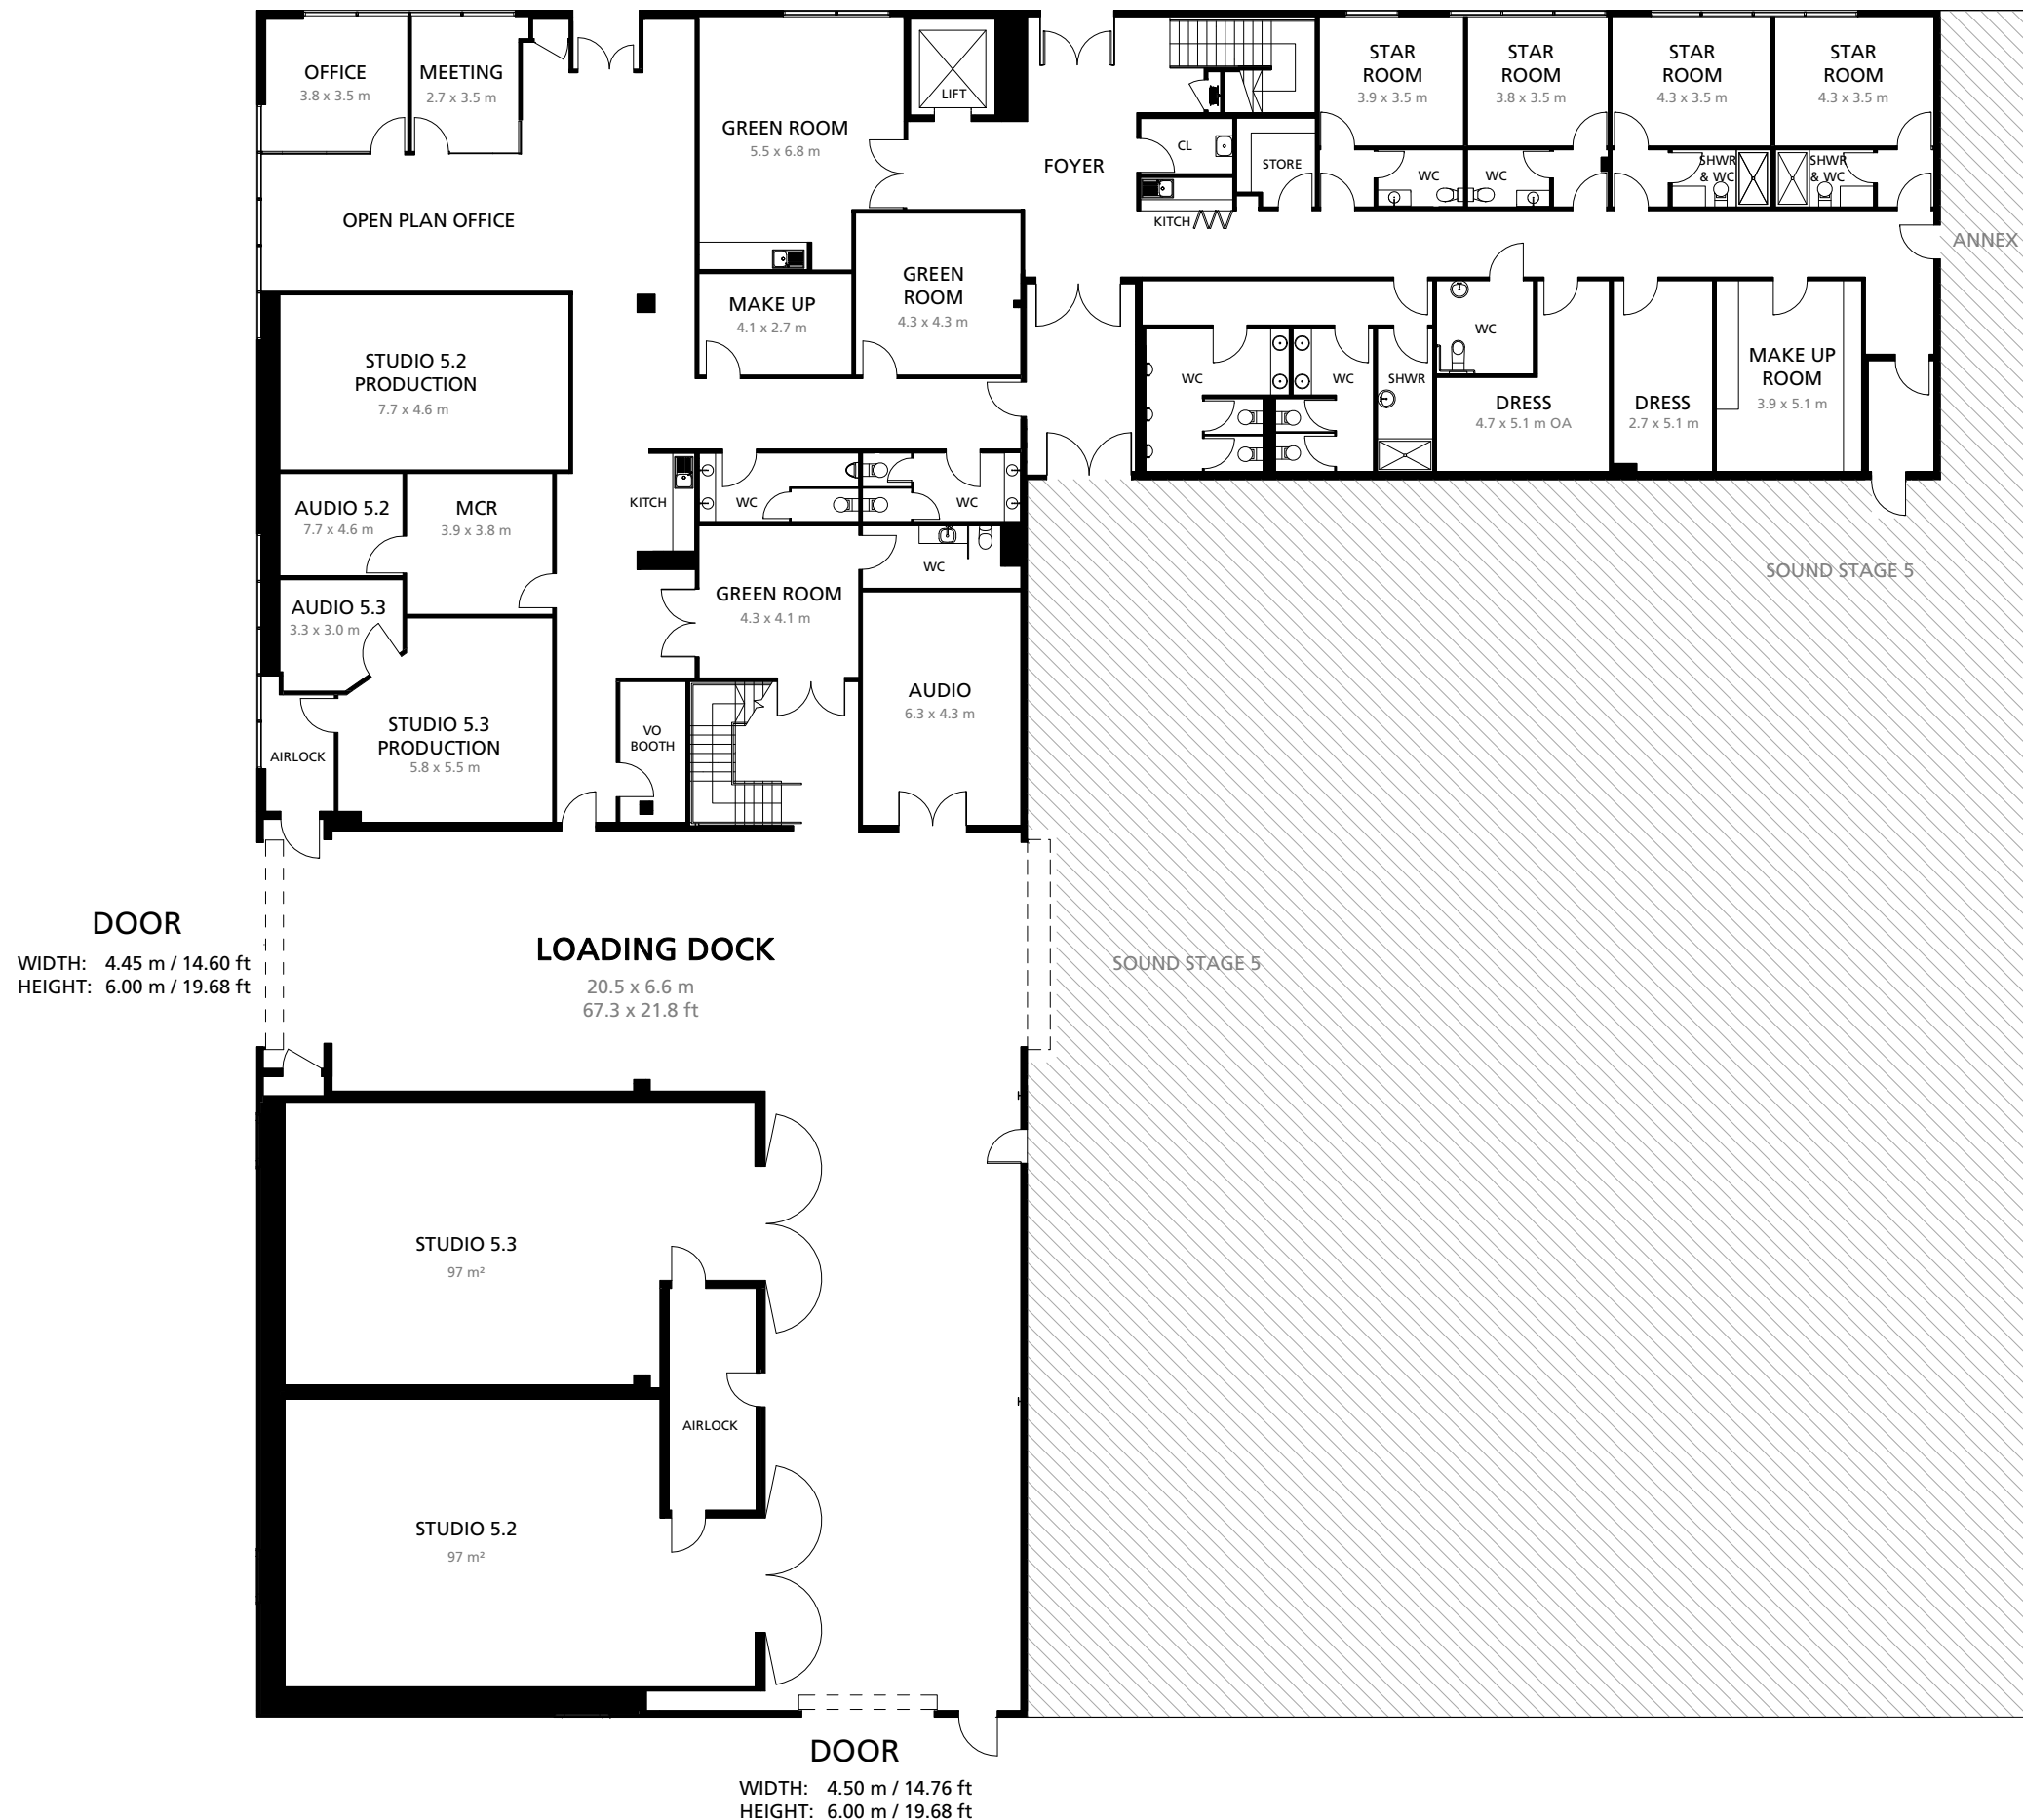 OFFICE
3.8 x 3.5 m
MEETING
2.7 x 3.5 m
GREEN ROOM
5.5 x 6.8 m
LIFT
FOYER
CL
STORE
KITCH
STAR
ROOM
3.9 x 3.5 m
STAR
ROOM
3.8 x 3.5 m
STAR
ROOM
4.3 x 3.5 m
STAR
ROOM
4.3 x 3.5 m
WC
WC
SHWR
& WC
SHWR
& WC
ANNEX
OPEN PLAN OFFICE
GREEN
ROOM
4.3 x 4.3 m
MAKE UP
4.1 x 2.7 m
STUDIO 5.2
PRODUCTION
7.7 x 4.6 m
WC
WC
SHWR
WC
DRESS
4.7 x 5.1 m OA
DRESS
2.7 x 5.1 m
MAKE UP
ROOM
3.9 x 5.1 m
AUDIO 5.2
7.7 x 4.6 m
MCR
3.9 x 3.8 m
KITCH
WC
WC
WC
SOUND STAGE 5
AUDIO 5.3
3.3 x 3.0 m
GREEN ROOM
4.3 x 4.1 m
AUDIO
6.3 x 4.3 m
STUDIO 5.3
PRODUCTION
5.8 x 5.5 m
VO
BOOTH
AIRLOCK
DOOR
WIDTH: 4.45 m / 14.60 ft
HEIGHT: 6.00 m / 19.68 ft
LOADING DOCK
20.5 x 6.6 m
67.3 x 21.8 ft
SOUND STAGE 5
STUDIO 5.3
97 m²
AIRLOCK
STUDIO 5.2
97 m²
DOOR
WIDTH: 4.50 m / 14.76 ft
HEIGHT: 6.00 m / 19.68 ft